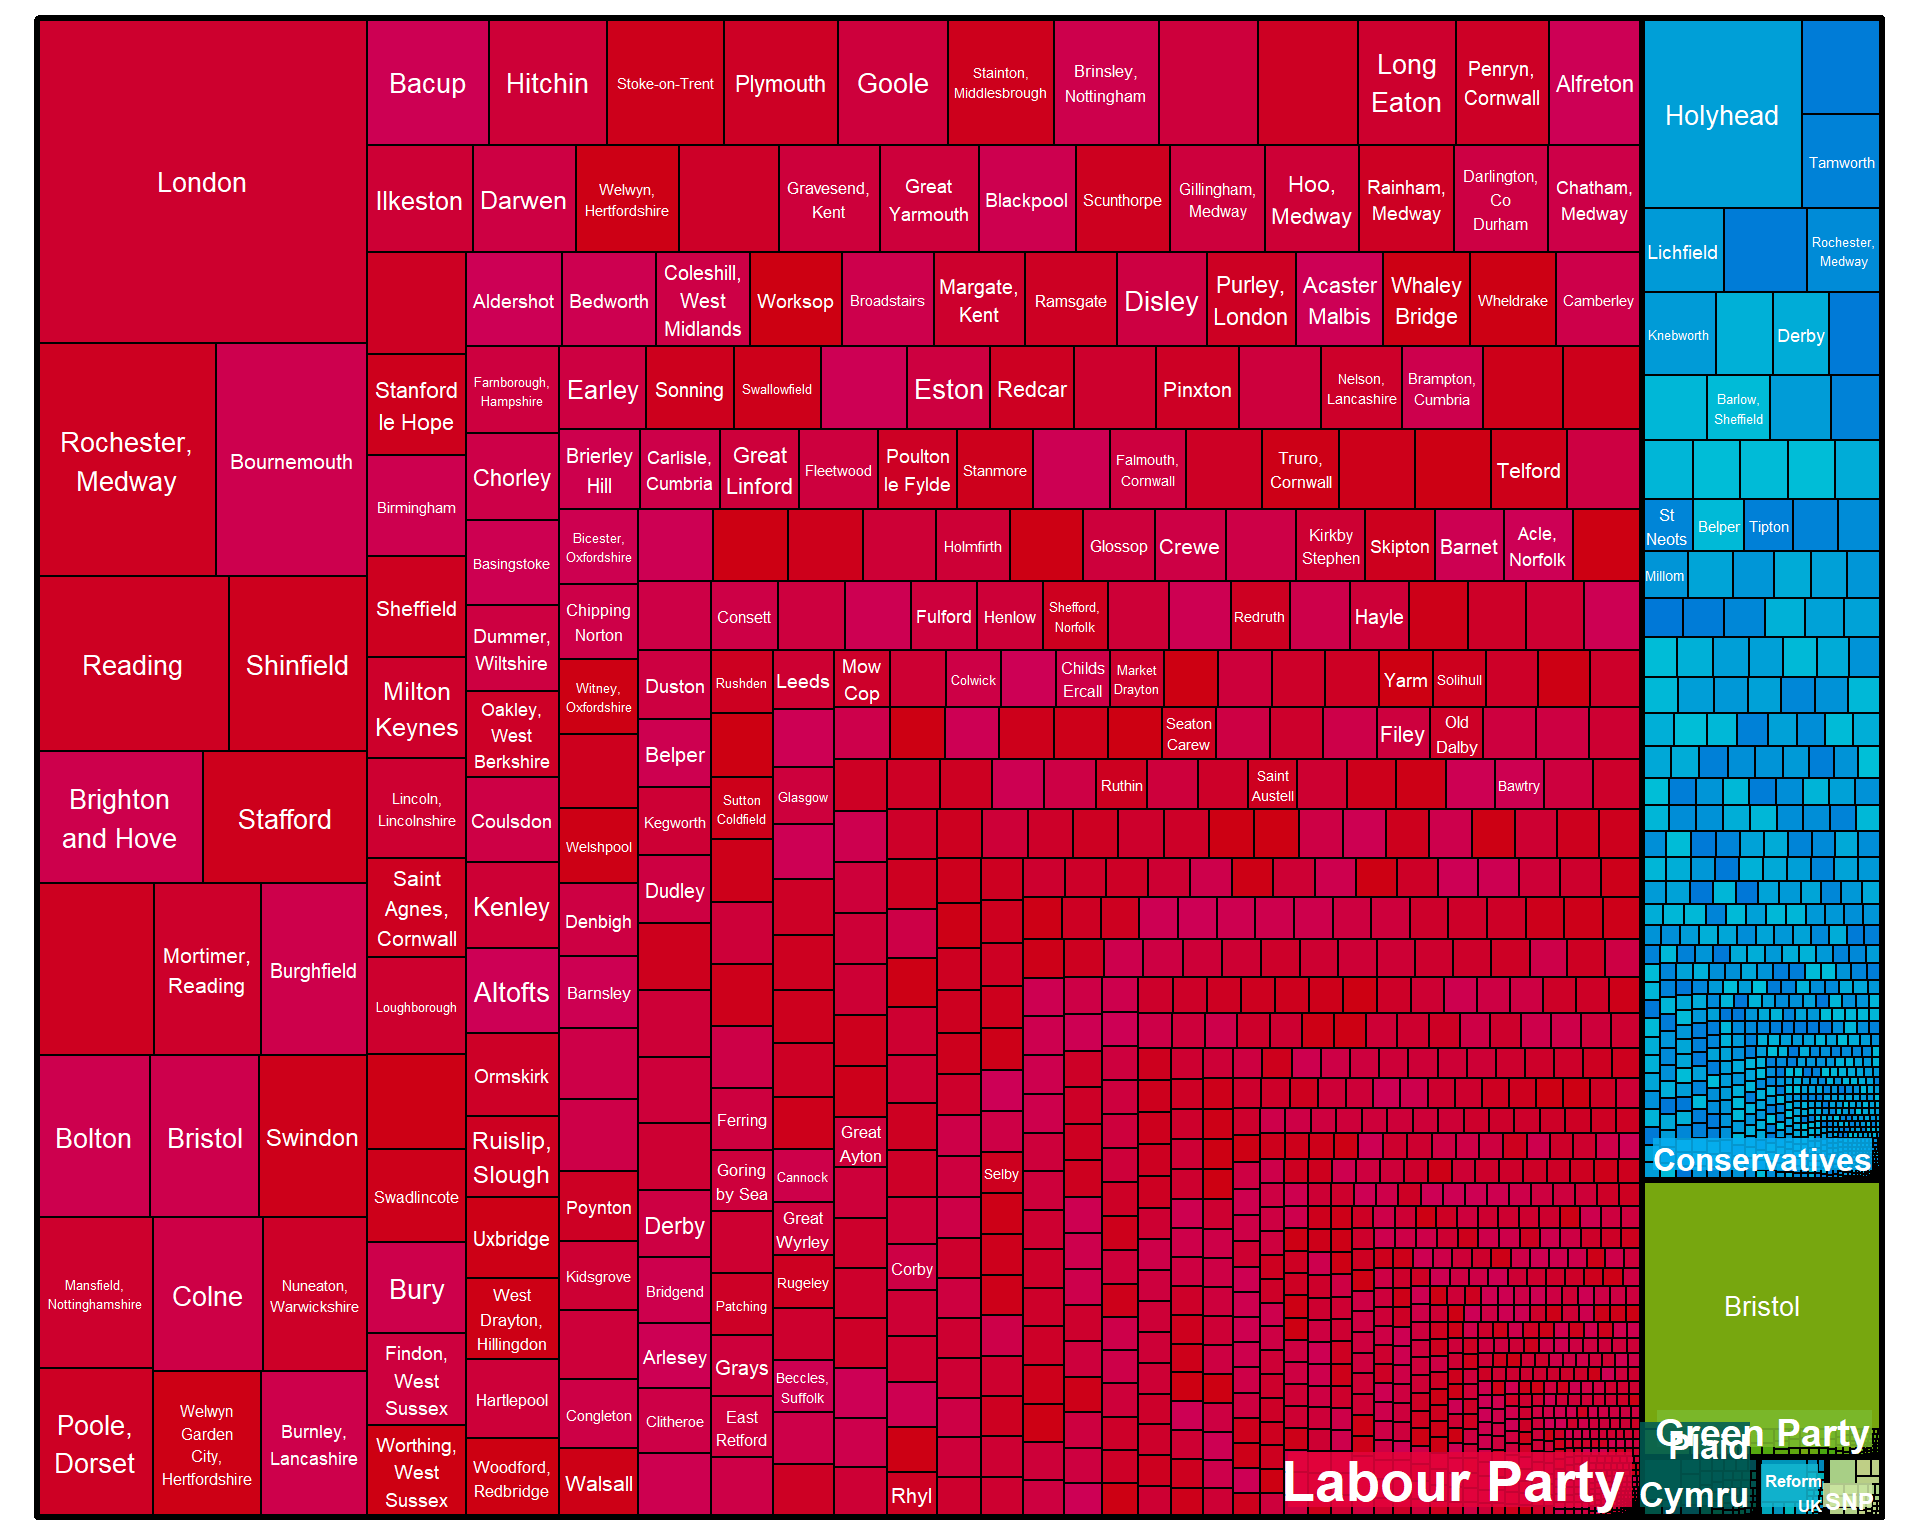 London
Rochester,
Medway
Bournemouth
Reading
Shinfield
Brighton
and Hove
Stafford
Mortimer,
Reading
Burghfield
Bolton
Bristol
Swindon
Mansfield,
Nottinghamshire
Colne
Nuneaton,
Warwickshire
Poole,
Dorset
Welwyn
Garden
City,
Hertfordshire
Burnley,
Lancashire
Bacup
Hitchin
Stoke-on-Trent
Plymouth
Goole
Stainton,
Middlesbrough
Brinsley,
Nottingham
Long
Eaton
Penryn,
Cornwall
Alfreton
Ilkeston
Darwen
Welwyn,
Hertfordshire
Gravesend,
Kent
Great
Yarmouth
Blackpool
Scunthorpe
Gillingham,
Medway
Hoo,
Medway
Rainham,
Medway
Darlington,
Co
Durham
Chatham,
Medway
Stanford
le Hope
Birmingham
Sheffield
Milton
Keynes
Lincoln,
Lincolnshire
Saint
Agnes,
Cornwall
Loughborough
Swadlincote
Bury
Findon,
West
Sussex
Worthing,
West
Sussex
Aldershot
Bedworth
Coleshill,
West
Midlands
Worksop
Broadstairs
Margate,
Kent
Ramsgate
Disley
Purley,
London
Acaster
Malbis
Whaley
Bridge
Wheldrake
Camberley
Farnborough,
Hampshire
Chorley
Basingstoke
Dummer,
Wiltshire
Oakley,
West
Berkshire
Coulsdon
Kenley
Altofts
Ormskirk
Ruislip,
Slough
Uxbridge
West
Drayton,
Hillingdon
Hartlepool
Woodford,
Redbridge
Earley
Sonning
Swallowfield
Eston
Redcar
Pinxton
Nelson,
Lancashire
Brampton,
Cumbria
Brierley
Hill
Carlisle,
Cumbria
Great
Linford
Fleetwood
Poulton
le Fylde
Stanmore
Falmouth,
Cornwall
Truro,
Cornwall
Telford
Bicester,
Oxfordshire
Chipping
Norton
Witney,
Oxfordshire
Welshpool
Denbigh
Barnsley
Poynton
Kidsgrove
Congleton
Walsall
Holmfirth
Glossop
Crewe
Kirkby
Stephen
Skipton
Barnet
Acle,
Norfolk
Consett
Fulford
Henlow
Shefford,
Norfolk
Redruth
Hayle
Duston
Belper
Kegworth
Dudley
Derby
Bridgend
Arlesey
Clitheroe
Rushden
Sutton
Coldfield
Ferring
Goring
by Sea
Patching
Grays
East
Retford
Leeds
Glasgow
Cannock
Great
Wyrley
Rugeley
Beccles,
Suffolk
Mow
Cop
Colwick
Childs
Ercall
Market
Drayton
Yarm
Solihull
Seaton
Carew
Filey
Old
Dalby
Ruthin
Saint
Austell
Bawtry
Great
Ayton
Corby
Rhyl
Selby
Labour Party
Holyhead
Tamworth
Lichfield
Rochester,
Medway
Knebworth
Derby
Barlow,
Sheffield
St
Neots
Belper
Tipton
Millom
Conservatives
Bristol
Green Party
Plaid
Cymru
Reform
UK
SNP